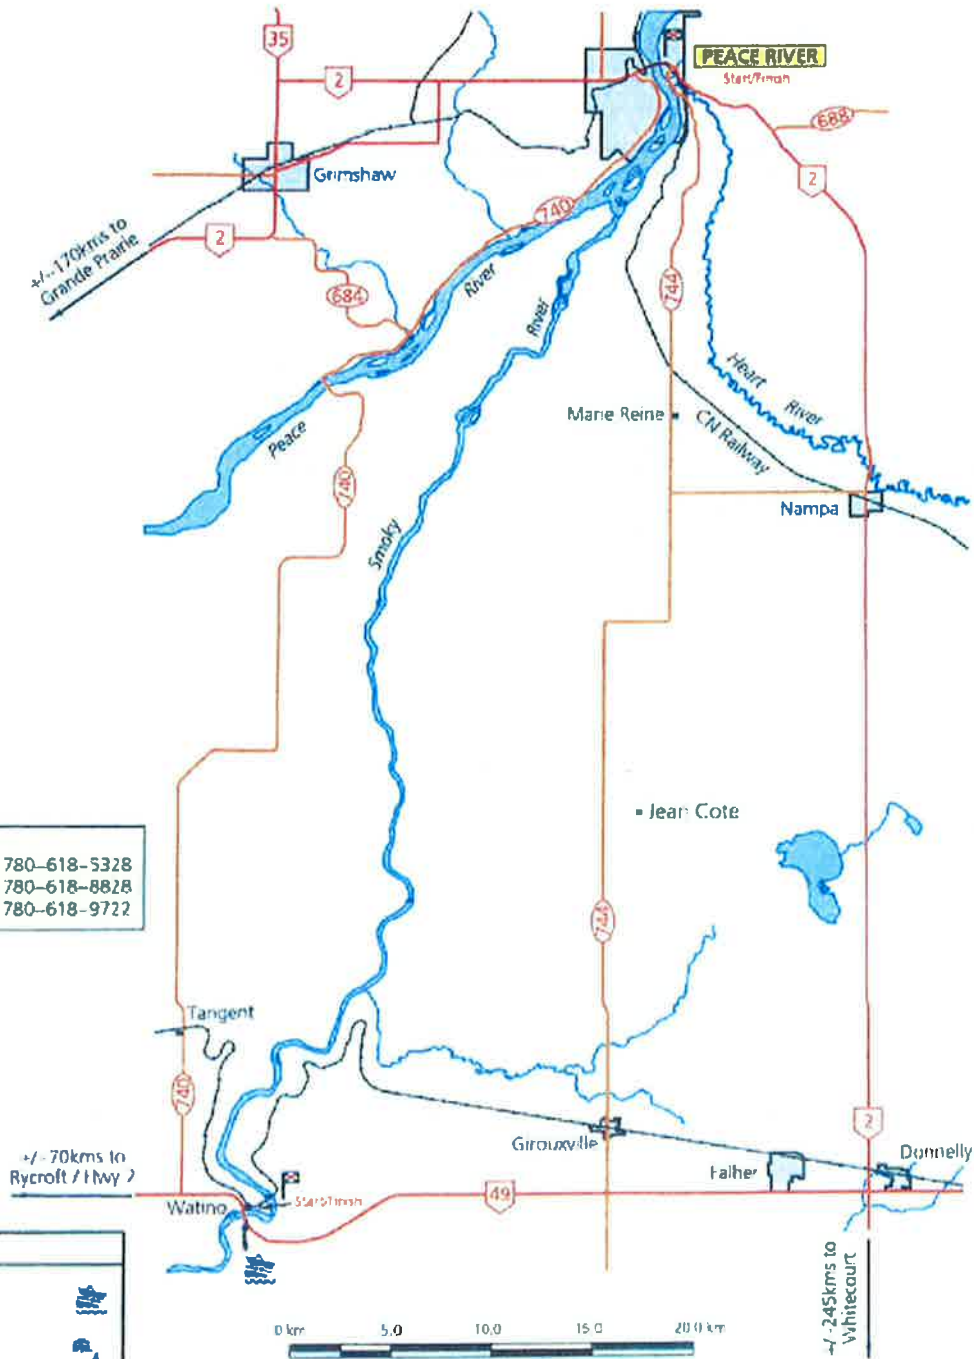 35
PEACE RIVER
Start/Finish
2
688
Grimshaw
2
740
2
+/-170kms to
Grande Prairie
River
684
744
River
Heart
River
Marie Reine
CN Railway
Peace
740
Nampa
Smoky
Jean Cote
780-618-5328
780-618-8828
780-618-9722
744
Tangent
740
2
Girouxville
Donnelly
Falher
+/-70kms to
Rycroft / Hwy 2
49
Watino
Start/Finish
+/-245kms to
Whitecourt
0 km 5.0 10.0 15.0 20.0 km